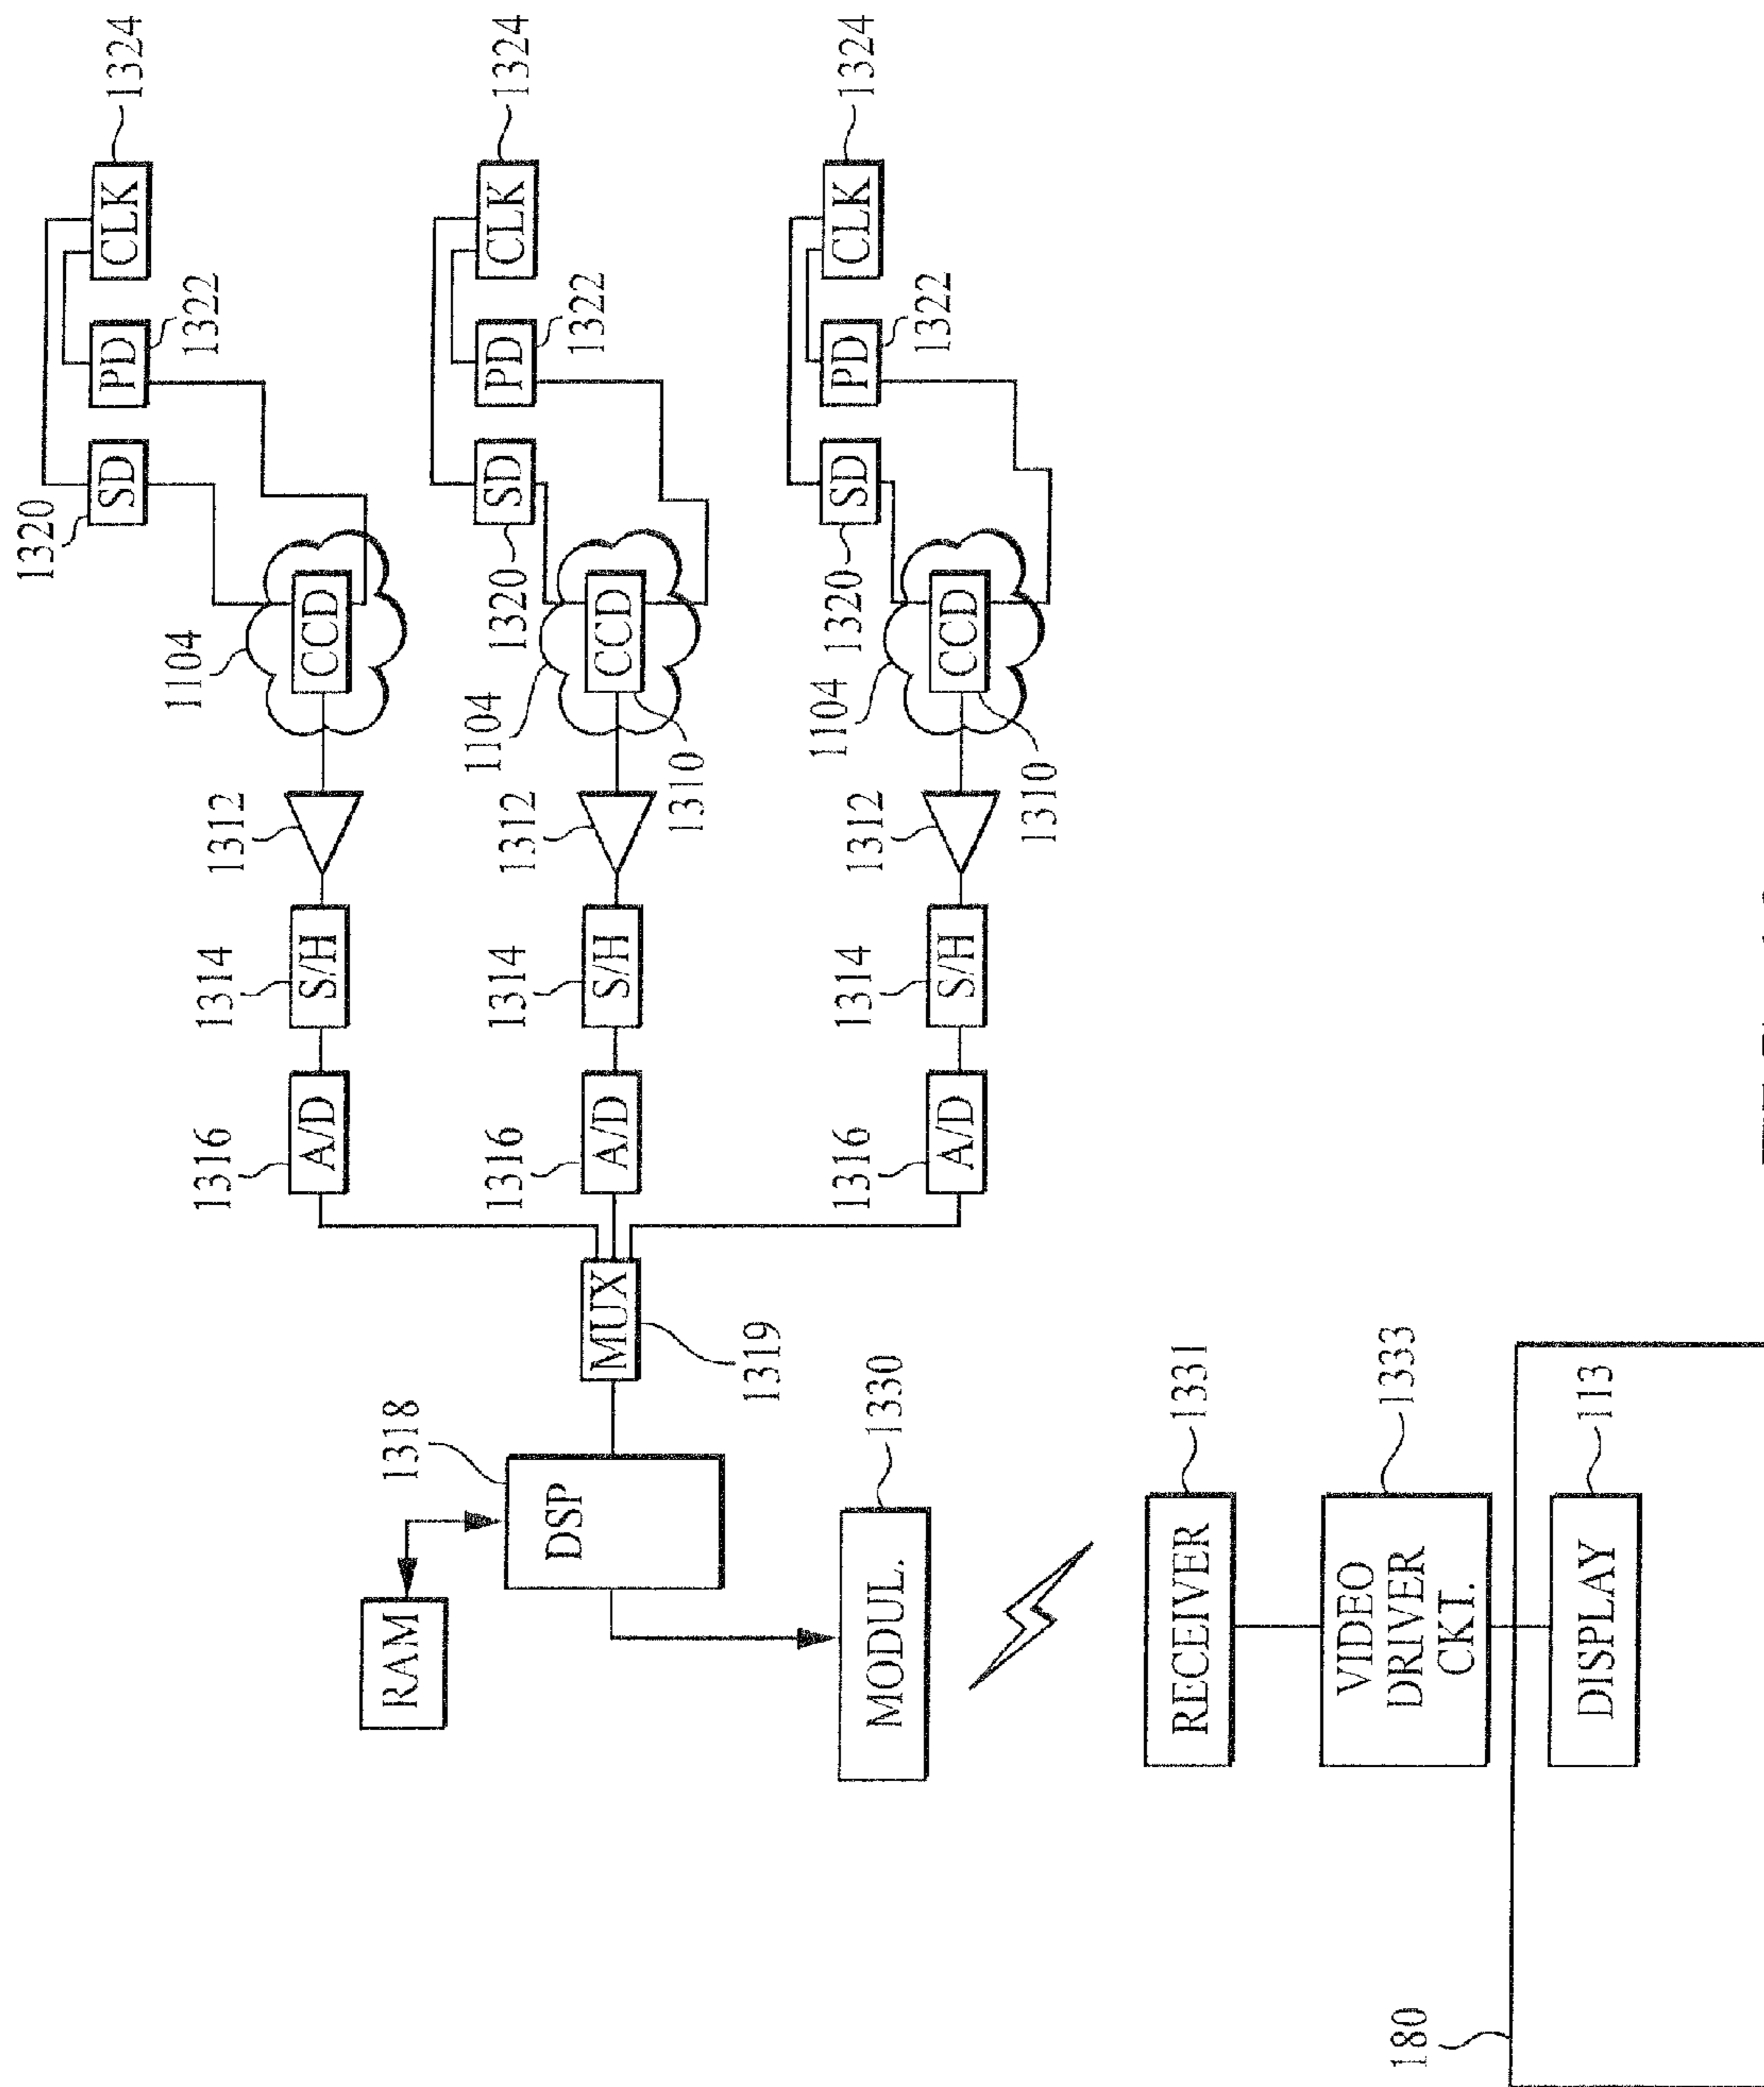 1324
CLK
1322
PD
SD
1320
1104
CCD
1312
1314
S/H
1316
A/D
1324
CLK
1322
PD
SD
1320
1104
CCD
1310
1312
1314
S/H
1316
A/D
1324
CLK
1322
PD
SD
1320
1104
CCD
1310
1312
1314
S/H
1316
A/D
MUX
1319
1318
DSP
RAM
1330
MODUL.
1331
RECEIVER
1333
VIDEO
DRIVER
CKT.
113
DISPLAY
180